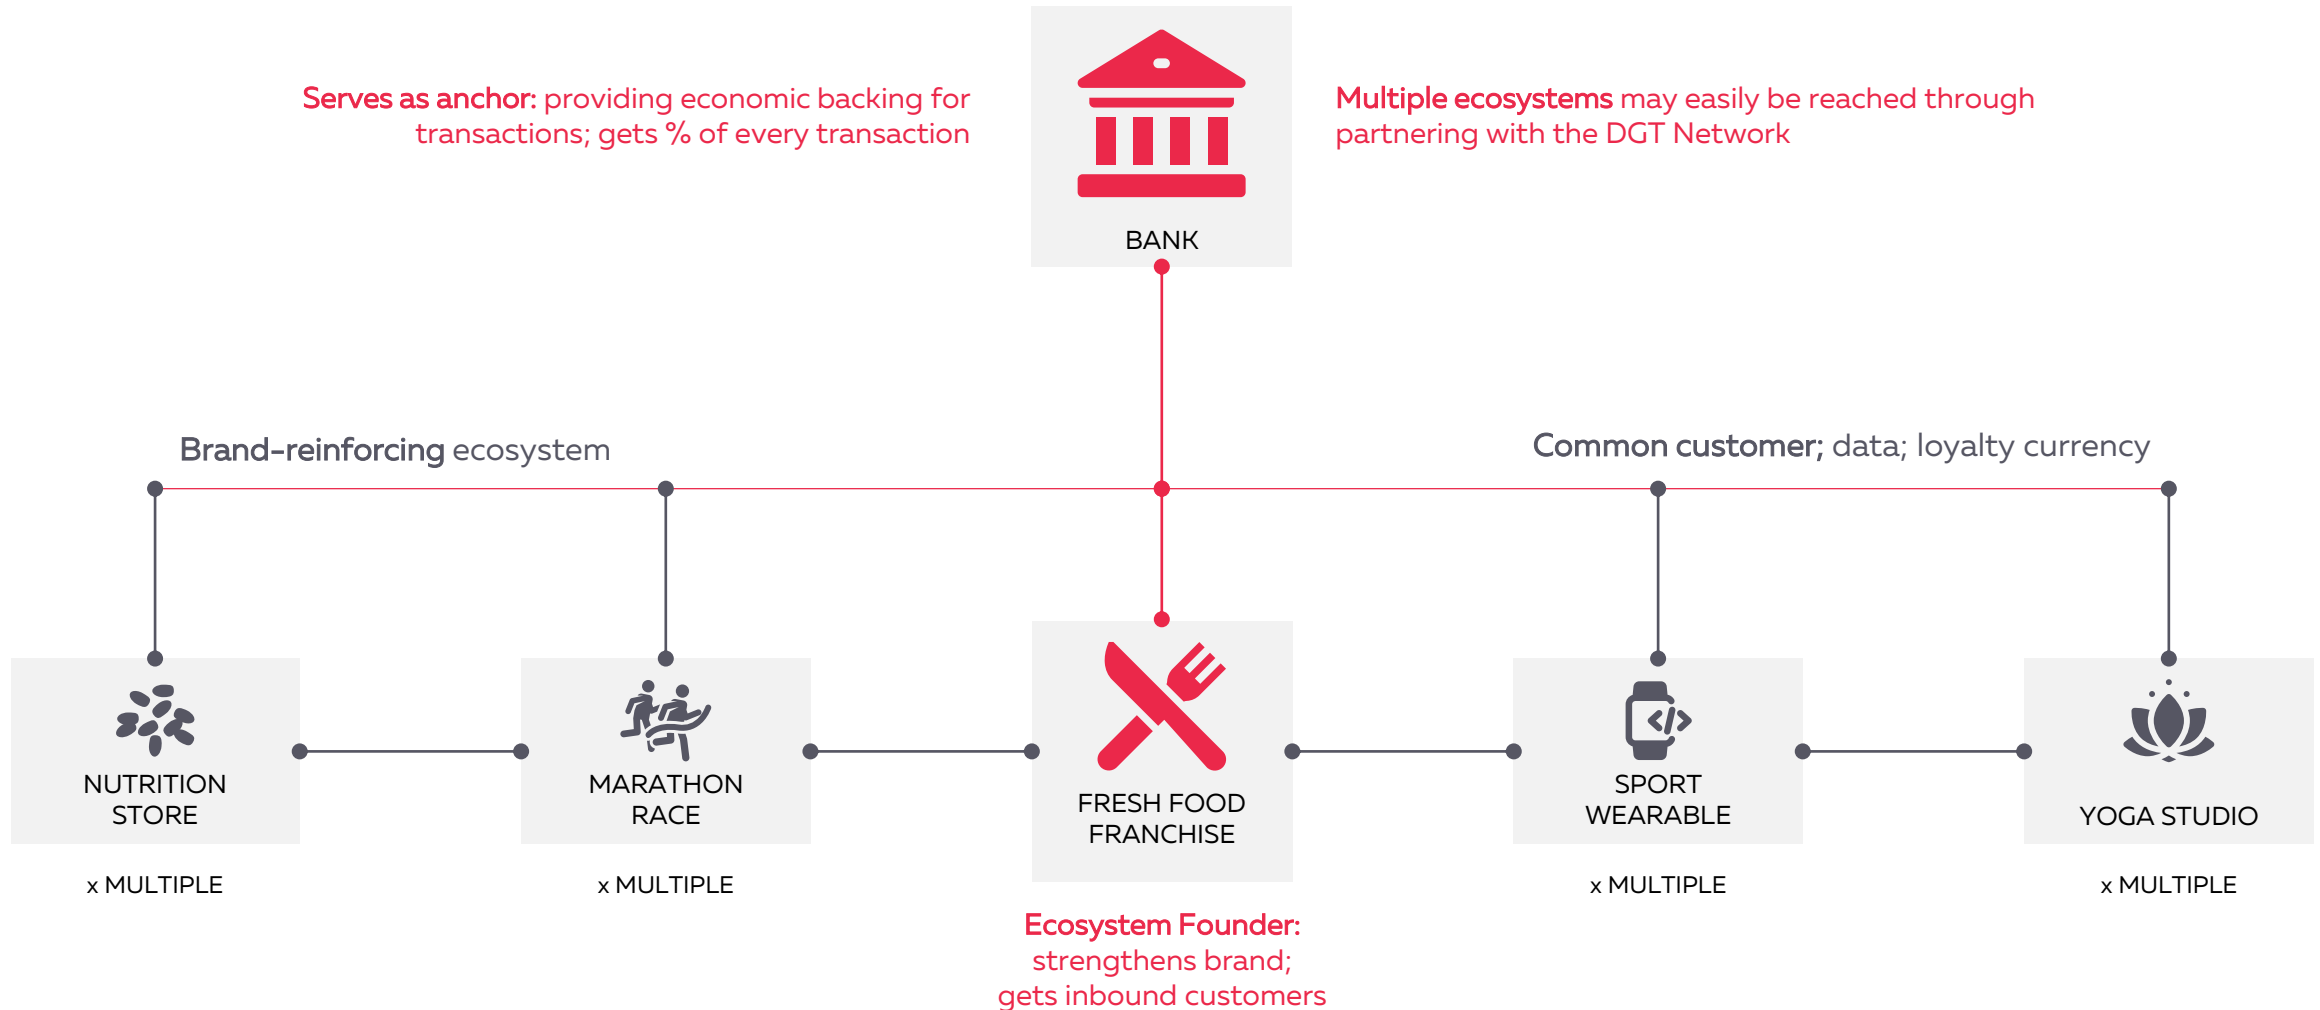 Serves as anchor: providing economic backing for
transactions; gets % of every transaction
Multiple ecosystems may easily be reached through
partnering with the DGT Network
BANK
Brand-reinforcing ecosystem
Common customer; data; loyalty currency
NUTRITION
STORE
x MULTIPLE
MARATHON
RACE
x MULTIPLE
FRESH FOOD
FRANCHISE
Ecosystem Founder:
strengthens brand;
gets inbound customers
SPORT
WEARABLE
x MULTIPLE
YOGA STUDIO
x MULTIPLE